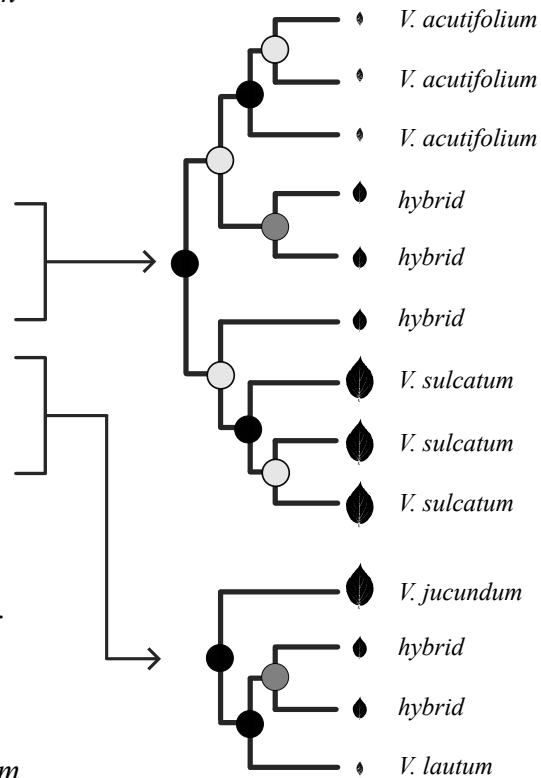 V. acutifolium
V. acutifolium
V. acutifolium
hybrid
hybrid
hybrid
V. sulcatum
V. sulcatum
V. sulcatum
V. jucundum
hybrid
hybrid
V. lautum